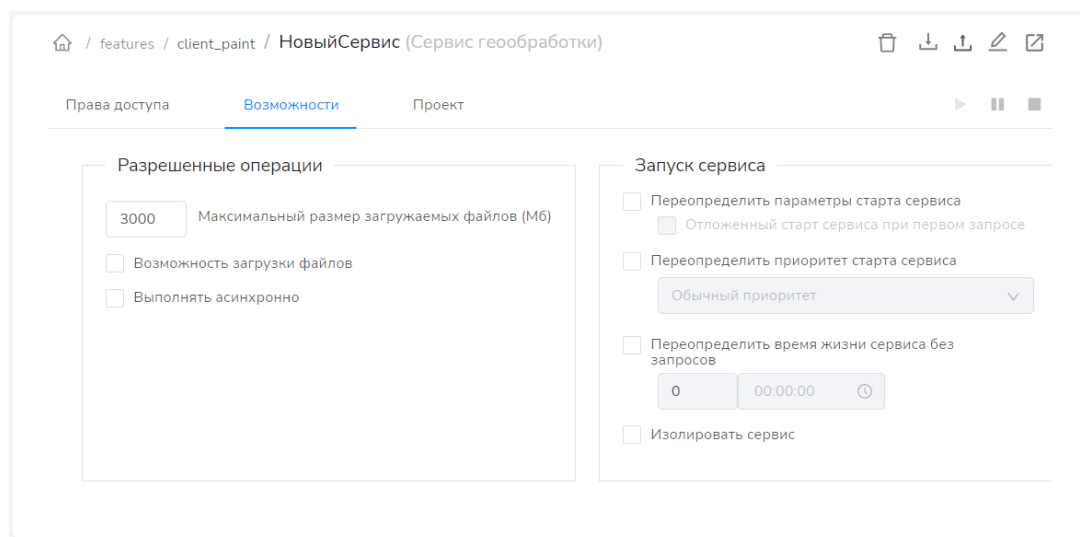 / features / client_paint / НовыйСервис (Сервис геообработки)
Права доступа Возможности Проект
Разрешенные операции
3000 Максимальный размер загружаемых файлов (Мб)
Возможность загрузки файлов
Выполнять асинхронно
Запуск сервиса
Переопределить параметры старта сервиса
Отложенный старт сервиса при первом запросе
Переопределить приоритет старта сервиса
Обычный приоритет
Переопределить время жизни сервиса без
запросов
0 00:00:00
Изолировать сервис